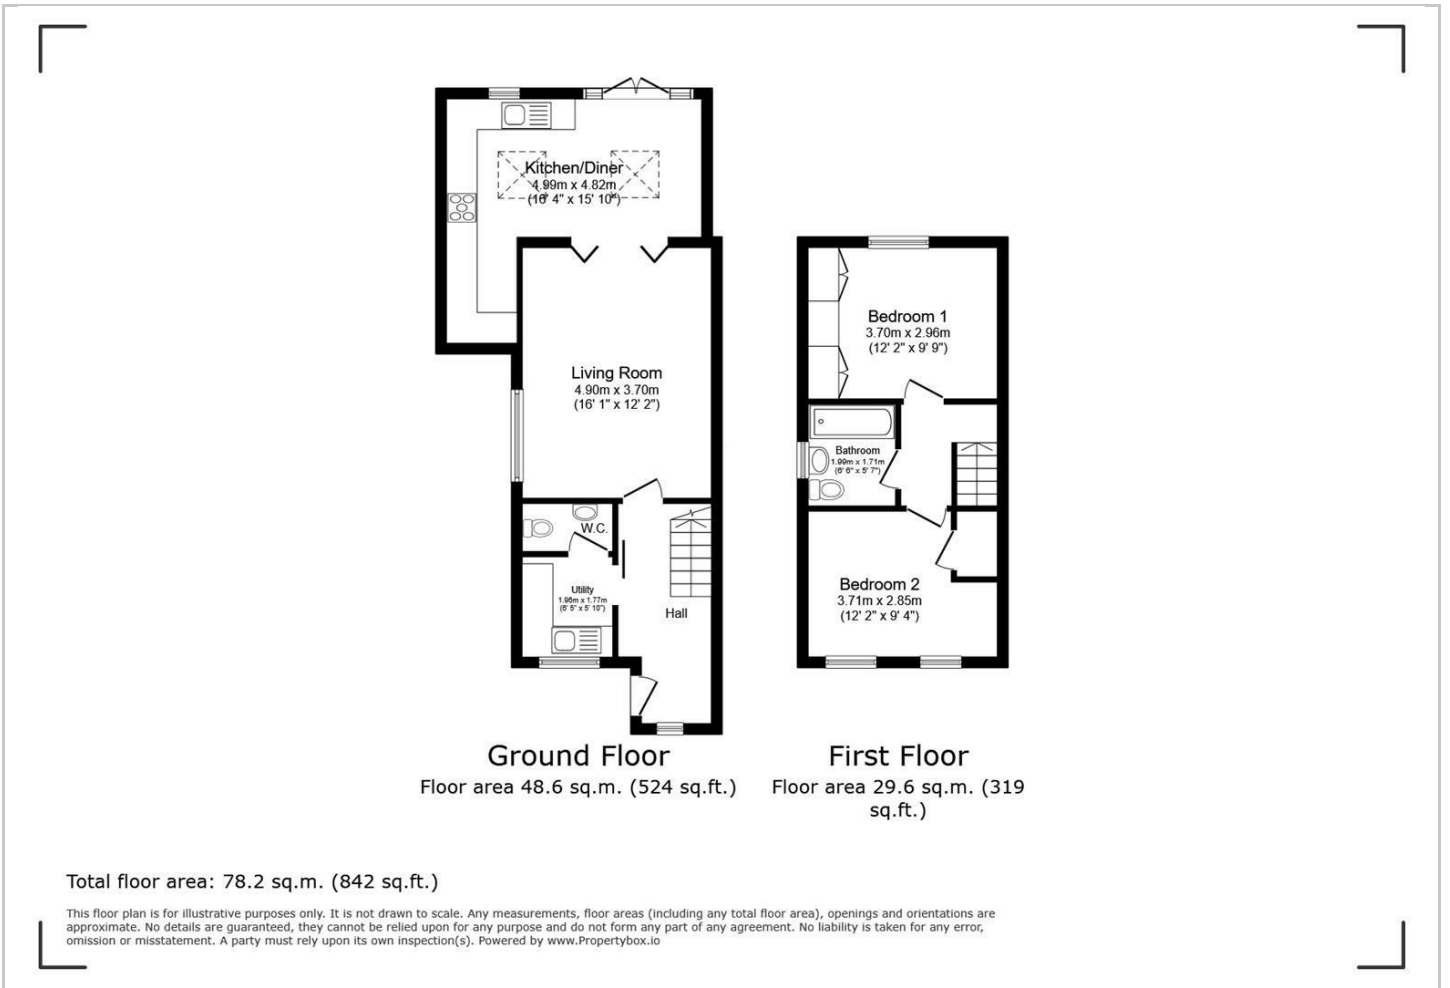 Kitchen/Diner
4.99m x 4.82m
(16' 4" x 15' 10")
Living Room
4.90m x 3.70m
(16' 1" x 12' 2")
W.C.
Utility
1.96m x 1.77m
(6' 5" x 5' 10")
Hall
Bedroom 1
3.70m x 2.96m
(12' 2" x 9' 9")
Bathroom
1.99m x 1.71m
(6' 6" x 5' 7")
Bedroom 2
3.71m x 2.85m
(12' 2" x 9' 4")
Ground Floor
Floor area 48.6 sq.m. (524 sq.ft.)
First Floor
Floor area 29.6 sq.m. (319
sq.ft.)
Total floor area: 78.2 sq.m. (842 sq.ft.)
This floor plan is for illustrative purposes only. It is not drawn to scale. Any measurements, floor areas (including any total floor area), openings and orientations are
approximate. No details are guaranteed, they cannot be relied upon for any purpose and do not form any part of any agreement. No liability is taken for any error,
omission or misstatement. A party must rely upon its own inspection(s). Powered by www.Propertybox.io